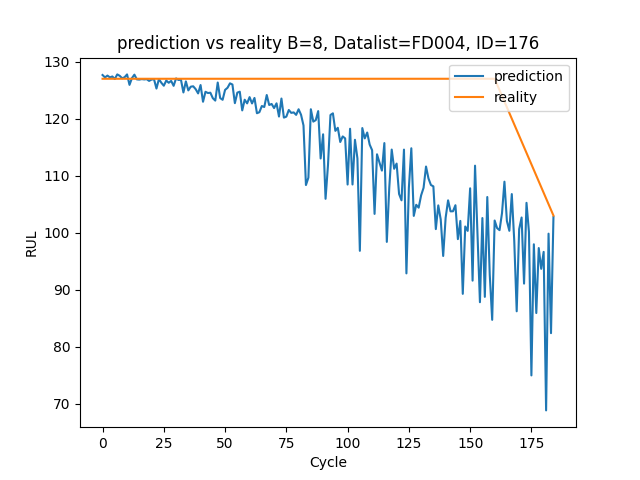 prediction vs reality B=8, Datalist=FD004, ID=176
prediction
reality
130
120
110
100
90
80
70
RUL
0 25 50 75 100 125 150 175
Cycle